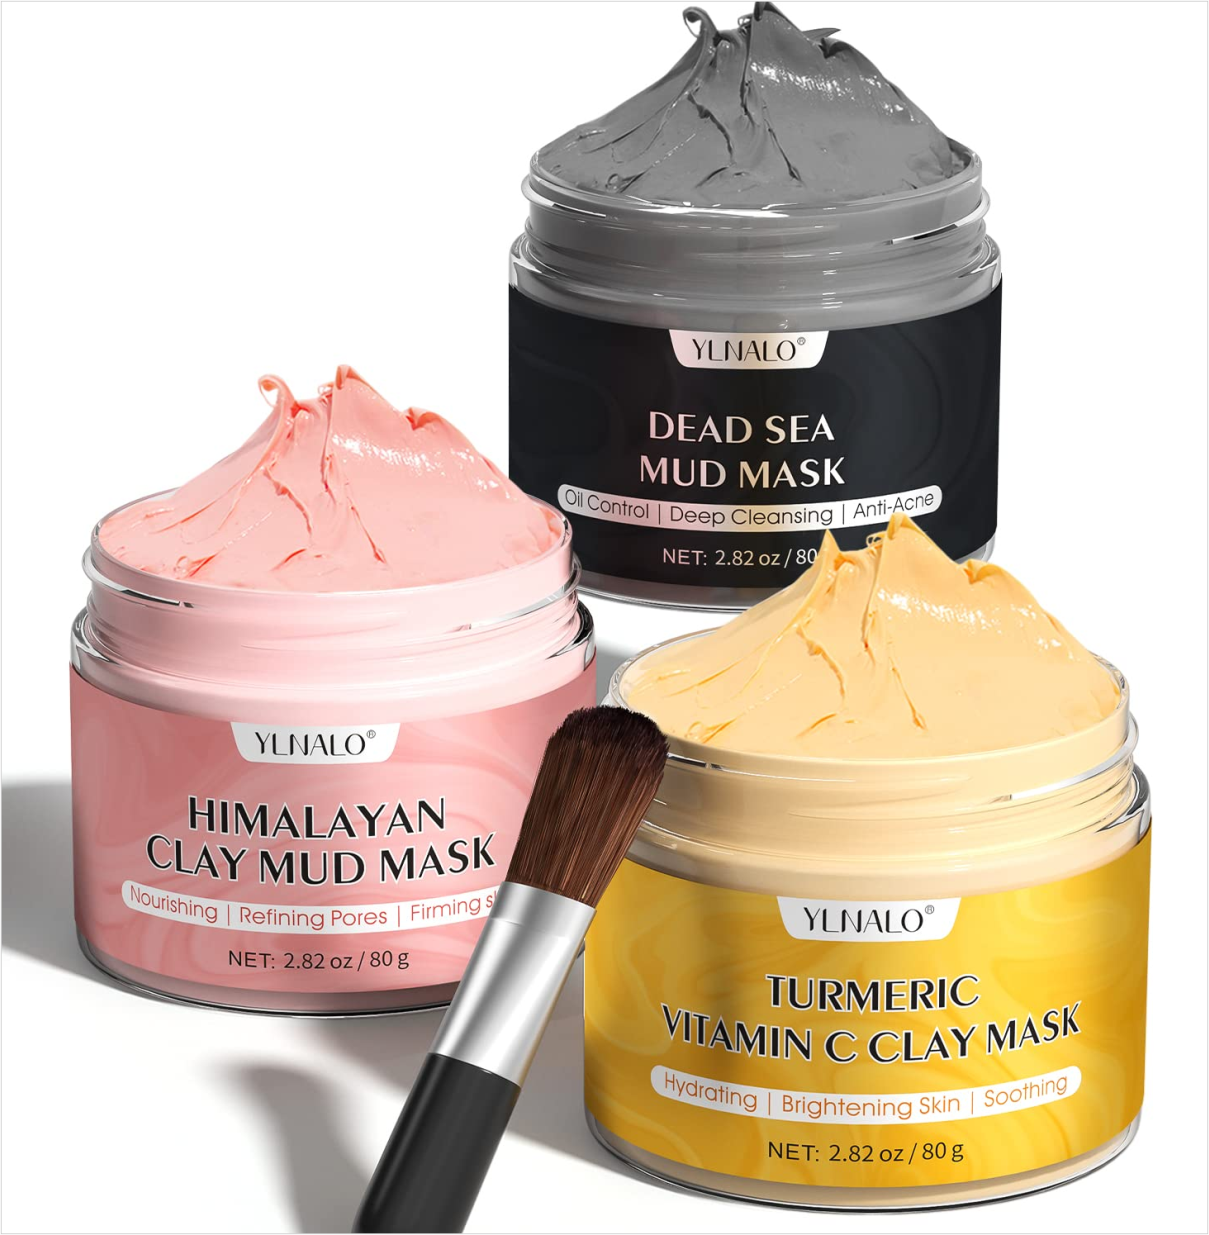 YLNALO®
DEAD SEA
MUD MASK
Oil Control | Deep Cleansing | Anti-Acne
NET: 2.82 oz / 80
YLNALO®
HIMALAYAN
CLAY MUD MASK
Nourishing | Refining Pores | Firming
NET: 2.82 oz / 80 g
YLNALO®
TURMERIC
VITAMIN C CLAY MASK
Hydrating | Brightening Skin | Soothing
NET: 2.82 oz / 80 g